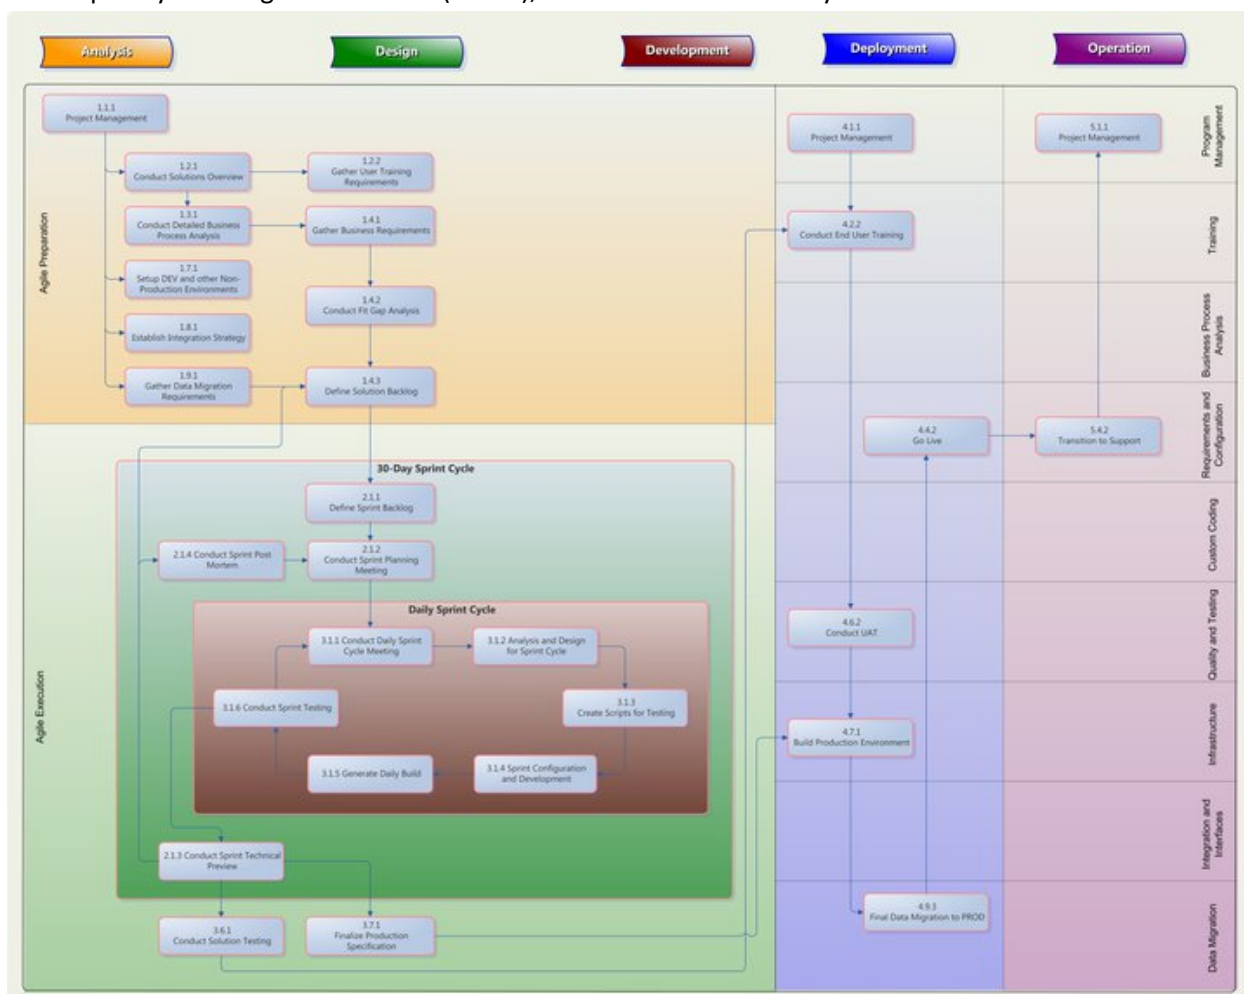 Analysis
Design
Development
Deployment
Operation
1.1.1
Project Management
1.2.1
Conduct Solutions Overview
1.2.2
Gather User Training
Requirements
1.3.1
Conduct Detailed Business
Process Analysis
1.4.1
Gather Business Requirements
1.7.1
Setup DEV and other Non-
Production Environments
1.4.2
Conduct Fit Gap Analysis
1.8.1
Establish Integration Strategy
1.9.1
Gather Data Migration
Requirements
1.4.3
Define Solution Backlog
Agile Preparation
30-Day Sprint Cycle
2.1.1
Define Sprint Backlog
2.1.4 Conduct Sprint Post
Mortem
2.1.2
Conduct Sprint Planning
Meeting
Daily Sprint Cycle
3.1.1 Conduct Daily Sprint
Cycle Meeting
3.1.2 Analysis and Design
for Sprint Cycle
3.1.6 Conduct Sprint Testing
3.1.3
Create Scripts for Testing
3.1.5 Generate Daily Build
3.1.4 Sprint Configuration
and Development
2.1.3 Conduct Sprint Technical
Preview
3.6.1
Conduct Solution Testing
3.7.1
Finalize Production
Specification
Agile Execution
4.1.1
Project Management
4.2.2
Conduct End User Training
4.4.2
Go Live
4.6.2
Conduct UAT
4.7.1
Build Production Environment
4.9.3
Final Data Migration to PROD
5.1.1
Project Management
5.4.2
Transition to Support
Program
Management
Training
Business Process
Analysis
Requirements and
Configuration
Custom Coding
Quality and Testing
Infrastructure
Integration and
Interfaces
Data Migration